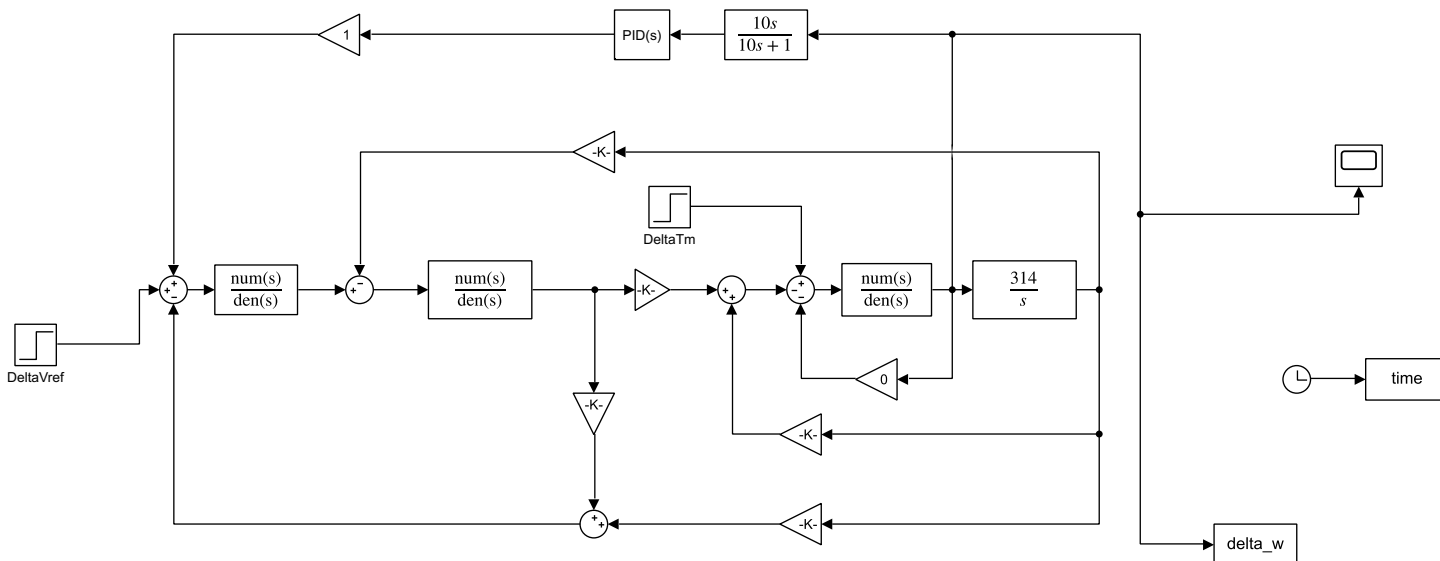 1
PID(s)
10s
10s + 1
-K-
DeltaTm
+
+
−
num(s)
den(s)
−
+
num(s)
den(s)
-K-
+
+
+
−
−
num(s)
den(s)
314
s
DeltaVref
0
time
-K-
-K-
+
+
-K-
delta_w